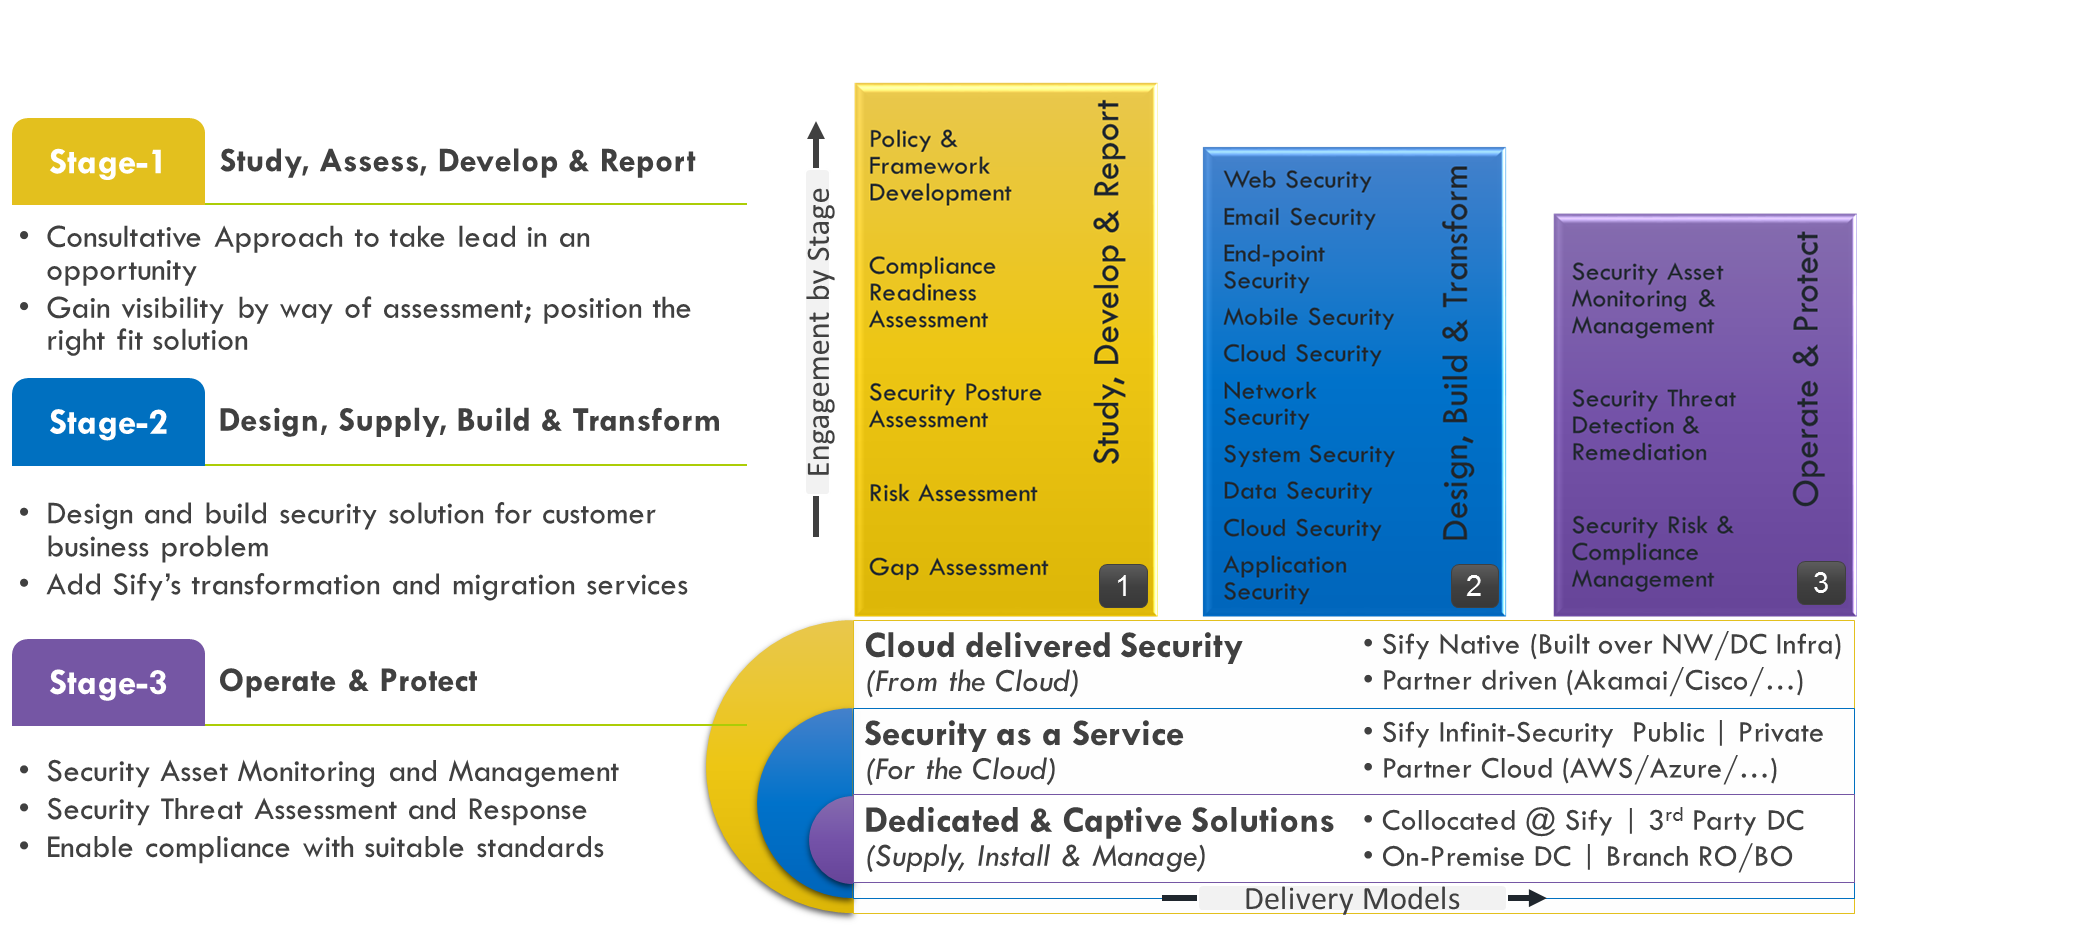 Stage-1
Study, Assess, Develop & Report
• Consultative Approach to take lead in an
opportunity
• Gain visibility by way of assessment; position the
right fit solution
Stage-2
Design, Supply, Build & Transform
• Design and build security solution for customer
business problem
• Add Sify’s transformation and migration services
Stage-3
Operate & Protect
• Security Asset Monitoring and Management
• Security Threat Assessment and Response
• Enable compliance with suitable standards
Engagement by Stage
Policy &
Framework
Development
Compliance
Readiness
Assessment
Security Posture
Assessment
Risk Assessment
Gap Assessment
Study, Develop & Report
1
Web Security
Email Security
End-point
Security
Mobile Security
Cloud Security
Network
Security
System Security
Data Security
Cloud Security
Application
Security
Design, Build & Transform
2
Security Asset
Monitoring &
Management
Security Threat
Detection &
Remediation
Security Risk &
Compliance
Management
Operate & Protect
3
Cloud delivered Security
(From the Cloud)
• Sify Native (Built over NW/DC Infra)
• Partner driven (Akamai/Cisco/...)
Security as a Service
(For the Cloud)
• Sify Infinit-Security Public | Private
• Partner Cloud (AWS/Azure/...)
Dedicated & Captive Solutions
(Supply, Install & Manage)
• Collocated @ Sify | 3rd Party DC
• On-Premise DC | Branch RO/BO
Delivery Models